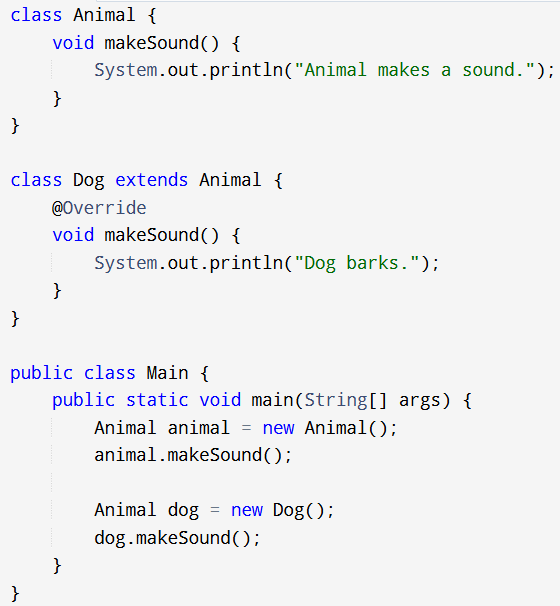 class Animal {
    void makeSound() {
        System.out.println("Animal makes a sound.");
    }
}

class Dog extends Animal {
    @Override
    void makeSound() {
        System.out.println("Dog barks.");
    }
}

public class Main {
    public static void main(String[] args) {
        Animal animal = new Animal();
        animal.makeSound();

        Animal dog = new Dog();
        dog.makeSound();
    }
}